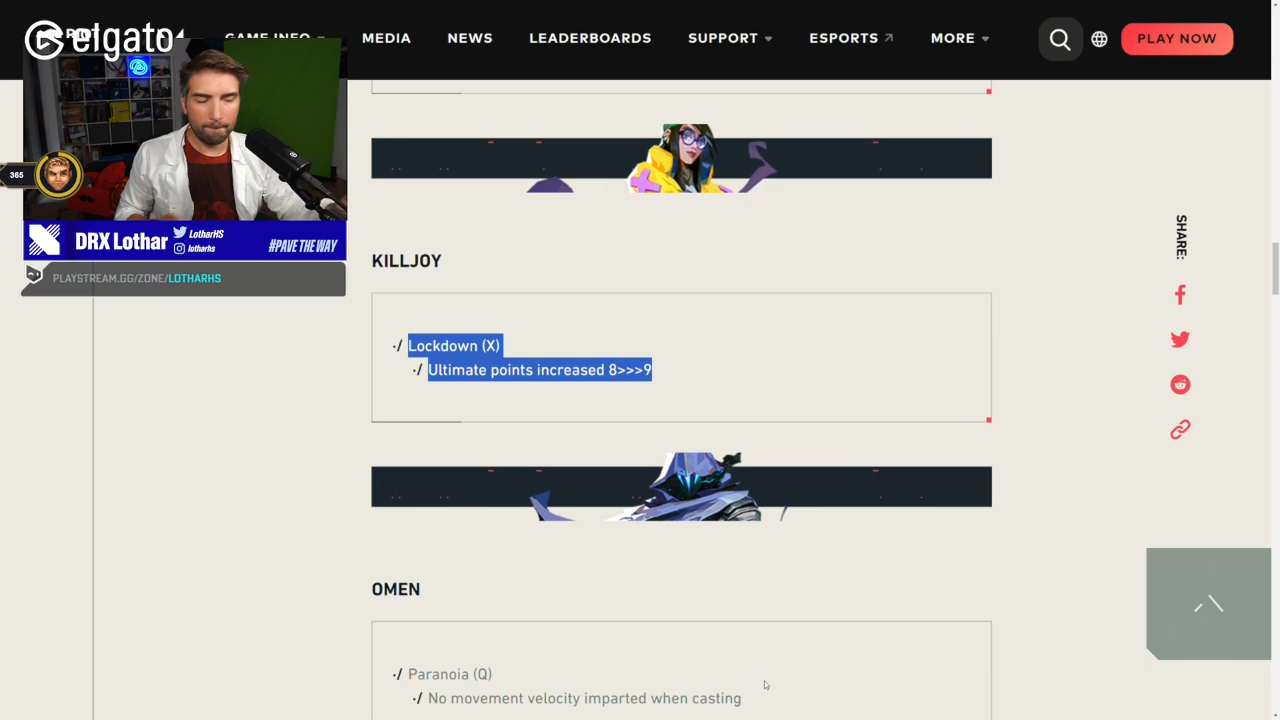 elgato
GAME INFO
MEDIA
NEWS
LEADERBOARDS
SUPPORT
ESPORTS
MORE
PLAY NOW
365
DRX Lothar
LotharHS
lotharhs
#PAVE THE WAY
PLAYSTREAM.GG/ZONE/LOTHARHS
SHARE:
KILLJOY
Lockdown (X)
Ultimate points increased 8>>>9
OMEN
Paranoia (Q)
No movement velocity imparted when casting